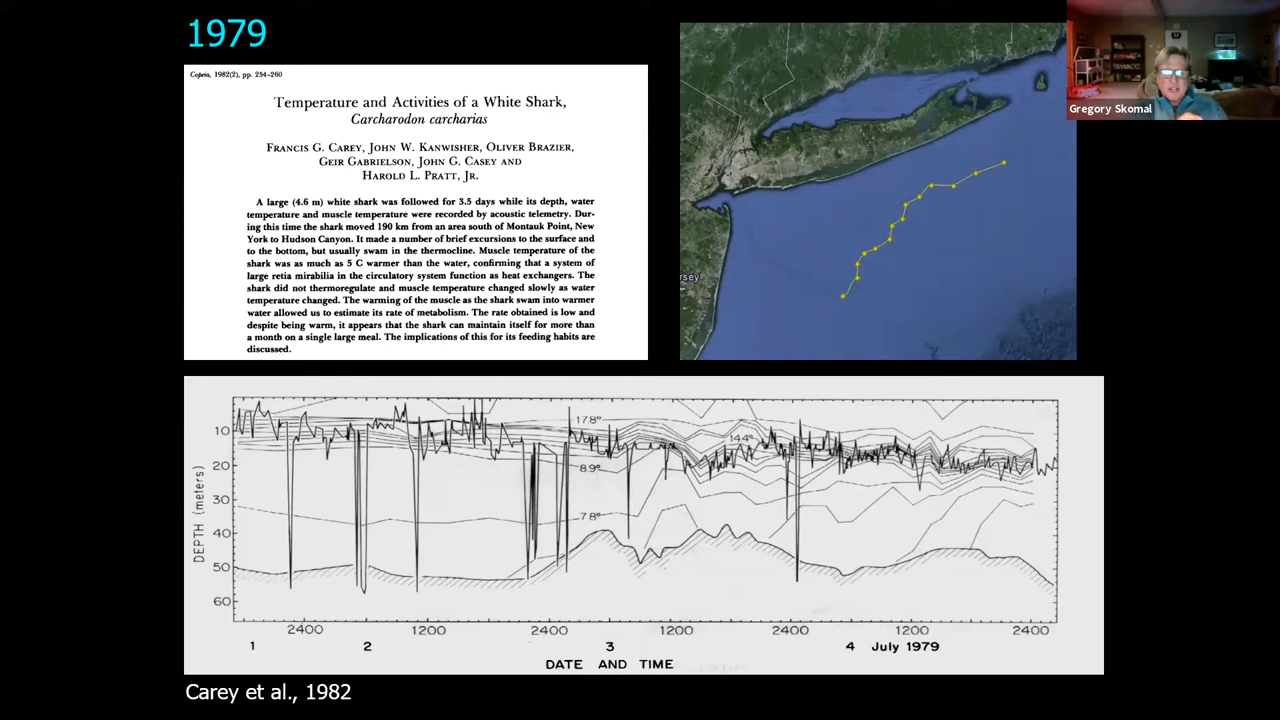 1979
Copeia, 1982(2), pp. 254-260
Temperature and Activities of a White Shark,
Carcharodon carcharias
FRANCIS G. CAREY, JOHN W. KANWISHER, OLIVER BRAZIER,
GEIR GABRIELSON, JOHN G. CASEY AND
HAROLD L. PRATT, JR.
A large (4.6 m) white shark was followed for 3.5 days while its depth, water
temperature and muscle temperature were recorded by acoustic telemetry. Dur-
ing this time the shark moved 190 km from an area south of Montauk Point, New
York to Hudson Canyon. It made a number of brief excursions to the surface and
to the bottom, but usually swam in the thermocline. Muscle temperature of the
shark was as much as 5 C warmer than the water, confirming that a system of
large retia mirabilia in the circulatory system function as heat exchangers. The
shark did not thermoregulate and muscle temperature changed slowly as water
temperature changed. The warming of the muscle as the shark swam into warmer
water allowed us to estimate its rate of metabolism. The rate obtained is low and
despite being warm, it appears that the shark can maintain itself for more than
a month on a single large meal. The implications of this for its feeding habits are
discussed.
rsey
Gregory Skomal
DEPTH (meters)
10
20
30
40
50
60
17.8°
14.4°
8.9°
7.8°
2400 1200 2400 1200 2400 1200 2400
1 2 3 4 July 1979
DATE AND TIME
Carey et al., 1982